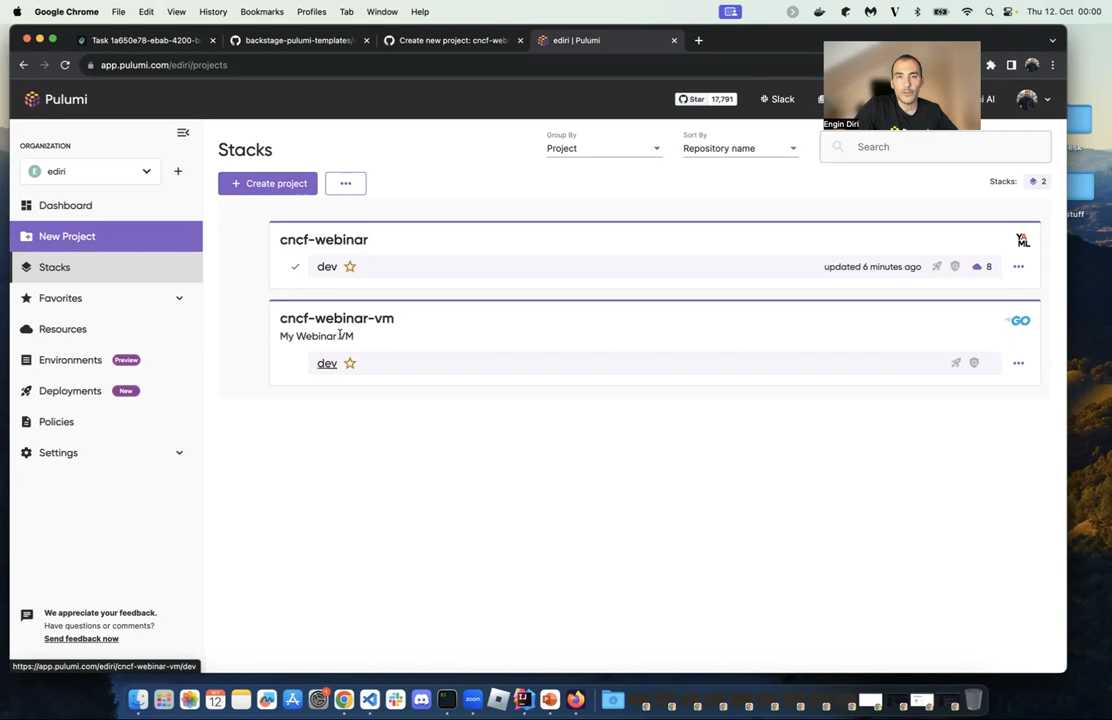 Google Chrome File Edit View History Bookmarks Profiles Tab Window Help Thu 12. Oct 00:00
Task 1a650e78-ebab-4200-b backstage-pulumi-templates/ Create new project: cncf-web ediri | Pulumi
app.pulumi.com/ediri/projects
Pulumi Star 17,791 Slack AI
Engin Diri
ORGANIZATION
ediri
Dashboard
New Project
Stacks
Favorites
Resources
Environments Preview
Deployments New
Policies
Settings
We appreciate your feedback.
Have questions or comments?
Send feedback now
https://app.pulumi.com/ediri/cncf-webinar-vm/dev
Stacks
Group By
Project
Sort By
Repository name
Search
+ Create project ...
Stacks: 2
cncf-webinar
YAML
dev updated 6 minutes ago 8 ...
cncf-webinar-vm
GO
My Webinar VM
dev ...
stuff